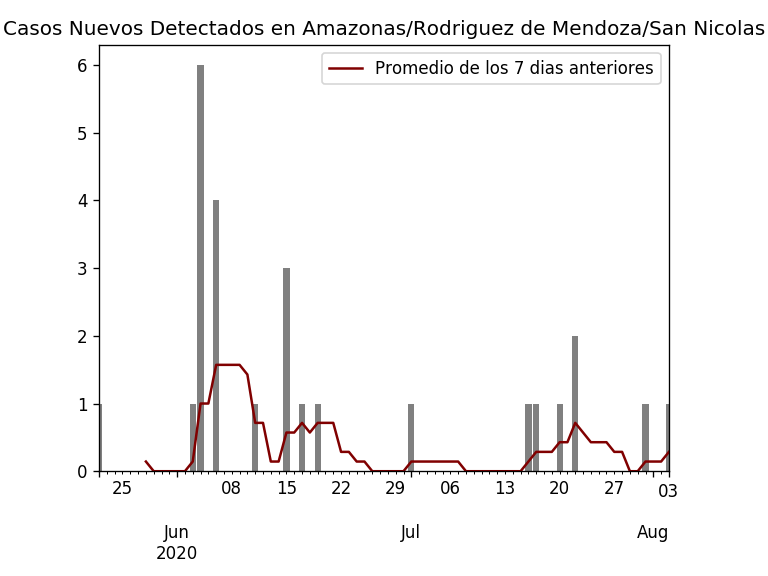 Casos Nuevos Detectados en Amazonas/Rodriguez de Mendoza/San Nicolas
Promedio de los 7 dias anteriores
6
5
4
3
2
1
0
25 08 15 22 29 06 13 20 27 03
Jun Jul Aug
2020